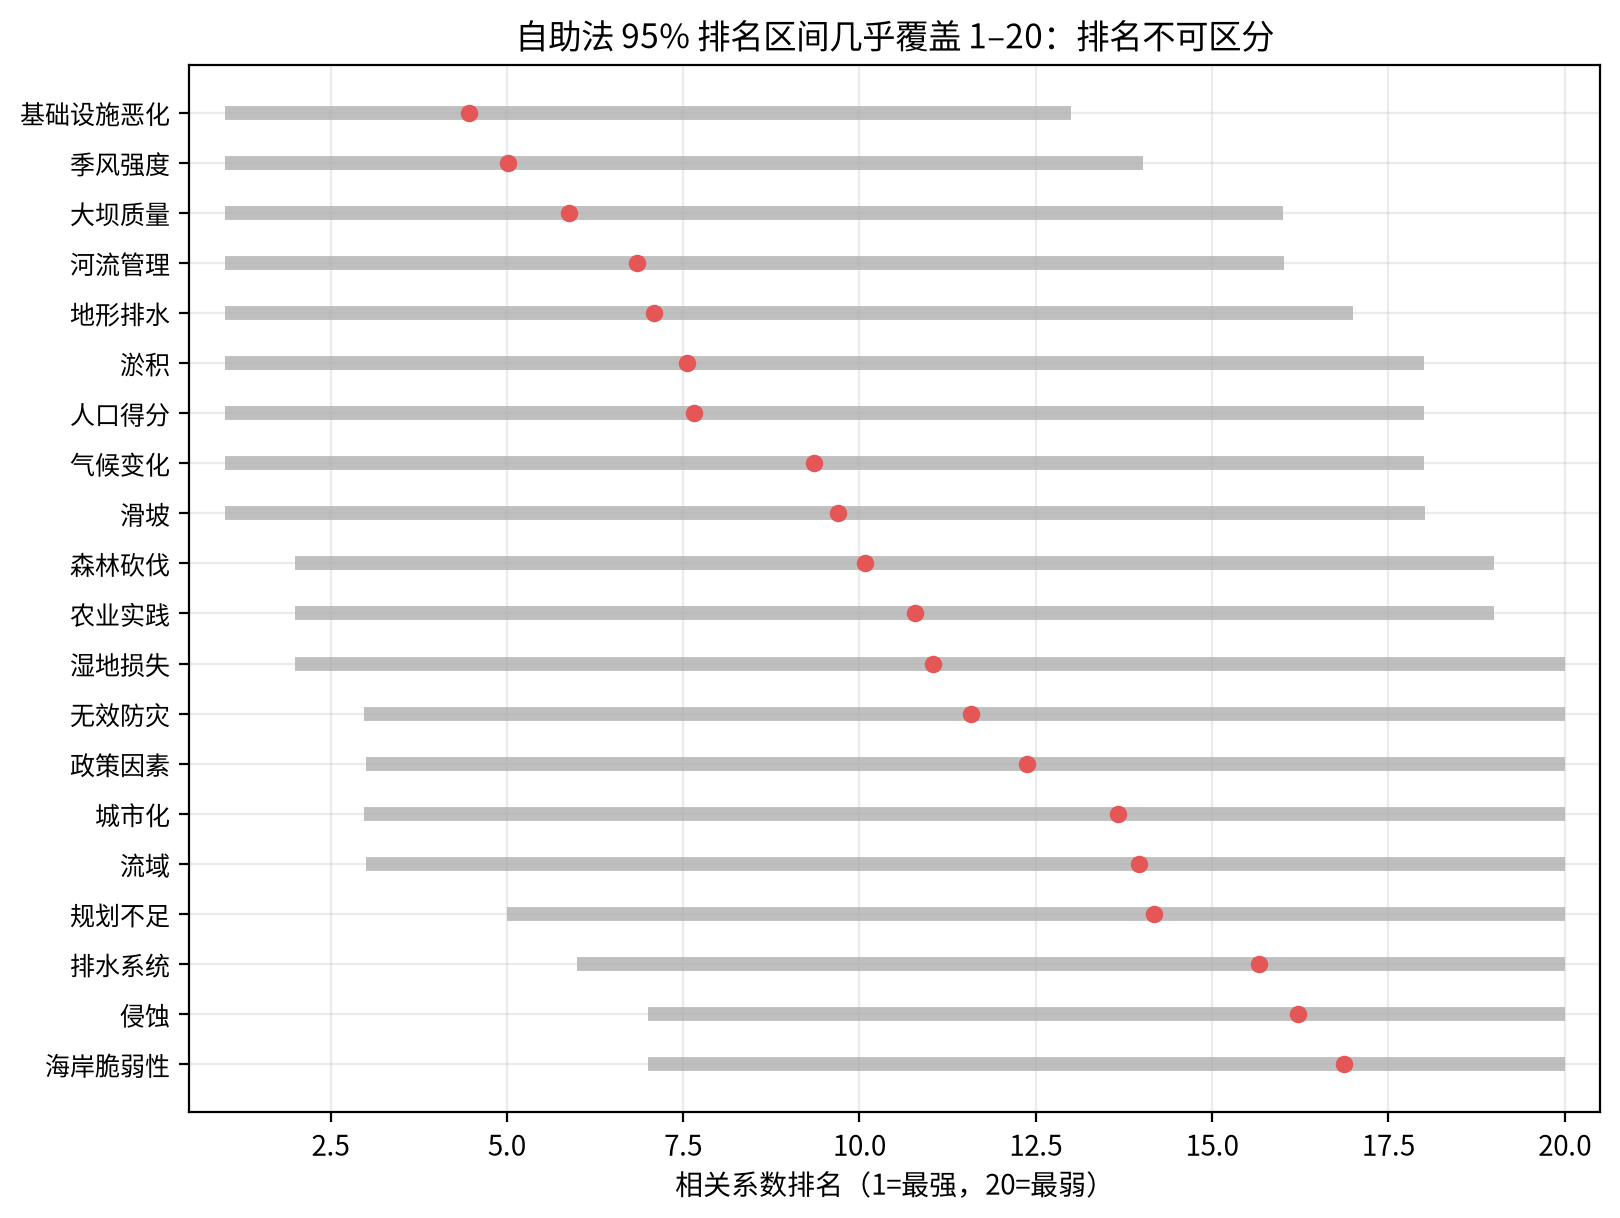 自助法 95% 排名区间几乎覆盖 1–20：排名不可区分
基础设施恶化
季风强度
大坝质量
河流管理
地形排水
淤积
人口得分
气候变化
滑坡
森林砍伐
农业实践
湿地损失
无效防灾
政策因素
城市化
流域
规划不足
排水系统
侵蚀
海岸脆弱性
2.5 5.0 7.5 10.0 12.5 15.0 17.5 20.0
相关系数排名（1=最强，20=最弱）